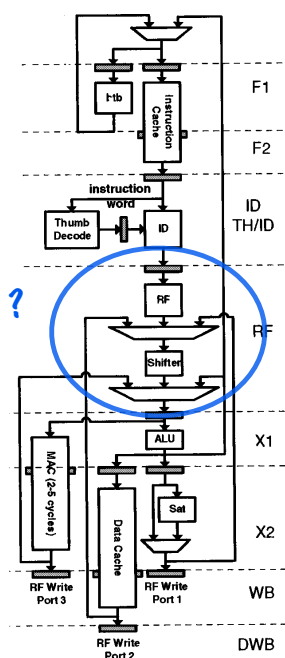 F1
Btb
Instruction
Cache
F2
instruction
word
ID
TH/ID
Thumb
Decode
ID
?
RF
RF
Shifter
X1
ALU
MAC (2-5 cycles)
Data Cache
Sat
X2
RF Write
Port 3
RF Write
Port 1
WB
RF Write
Port 2
DWB